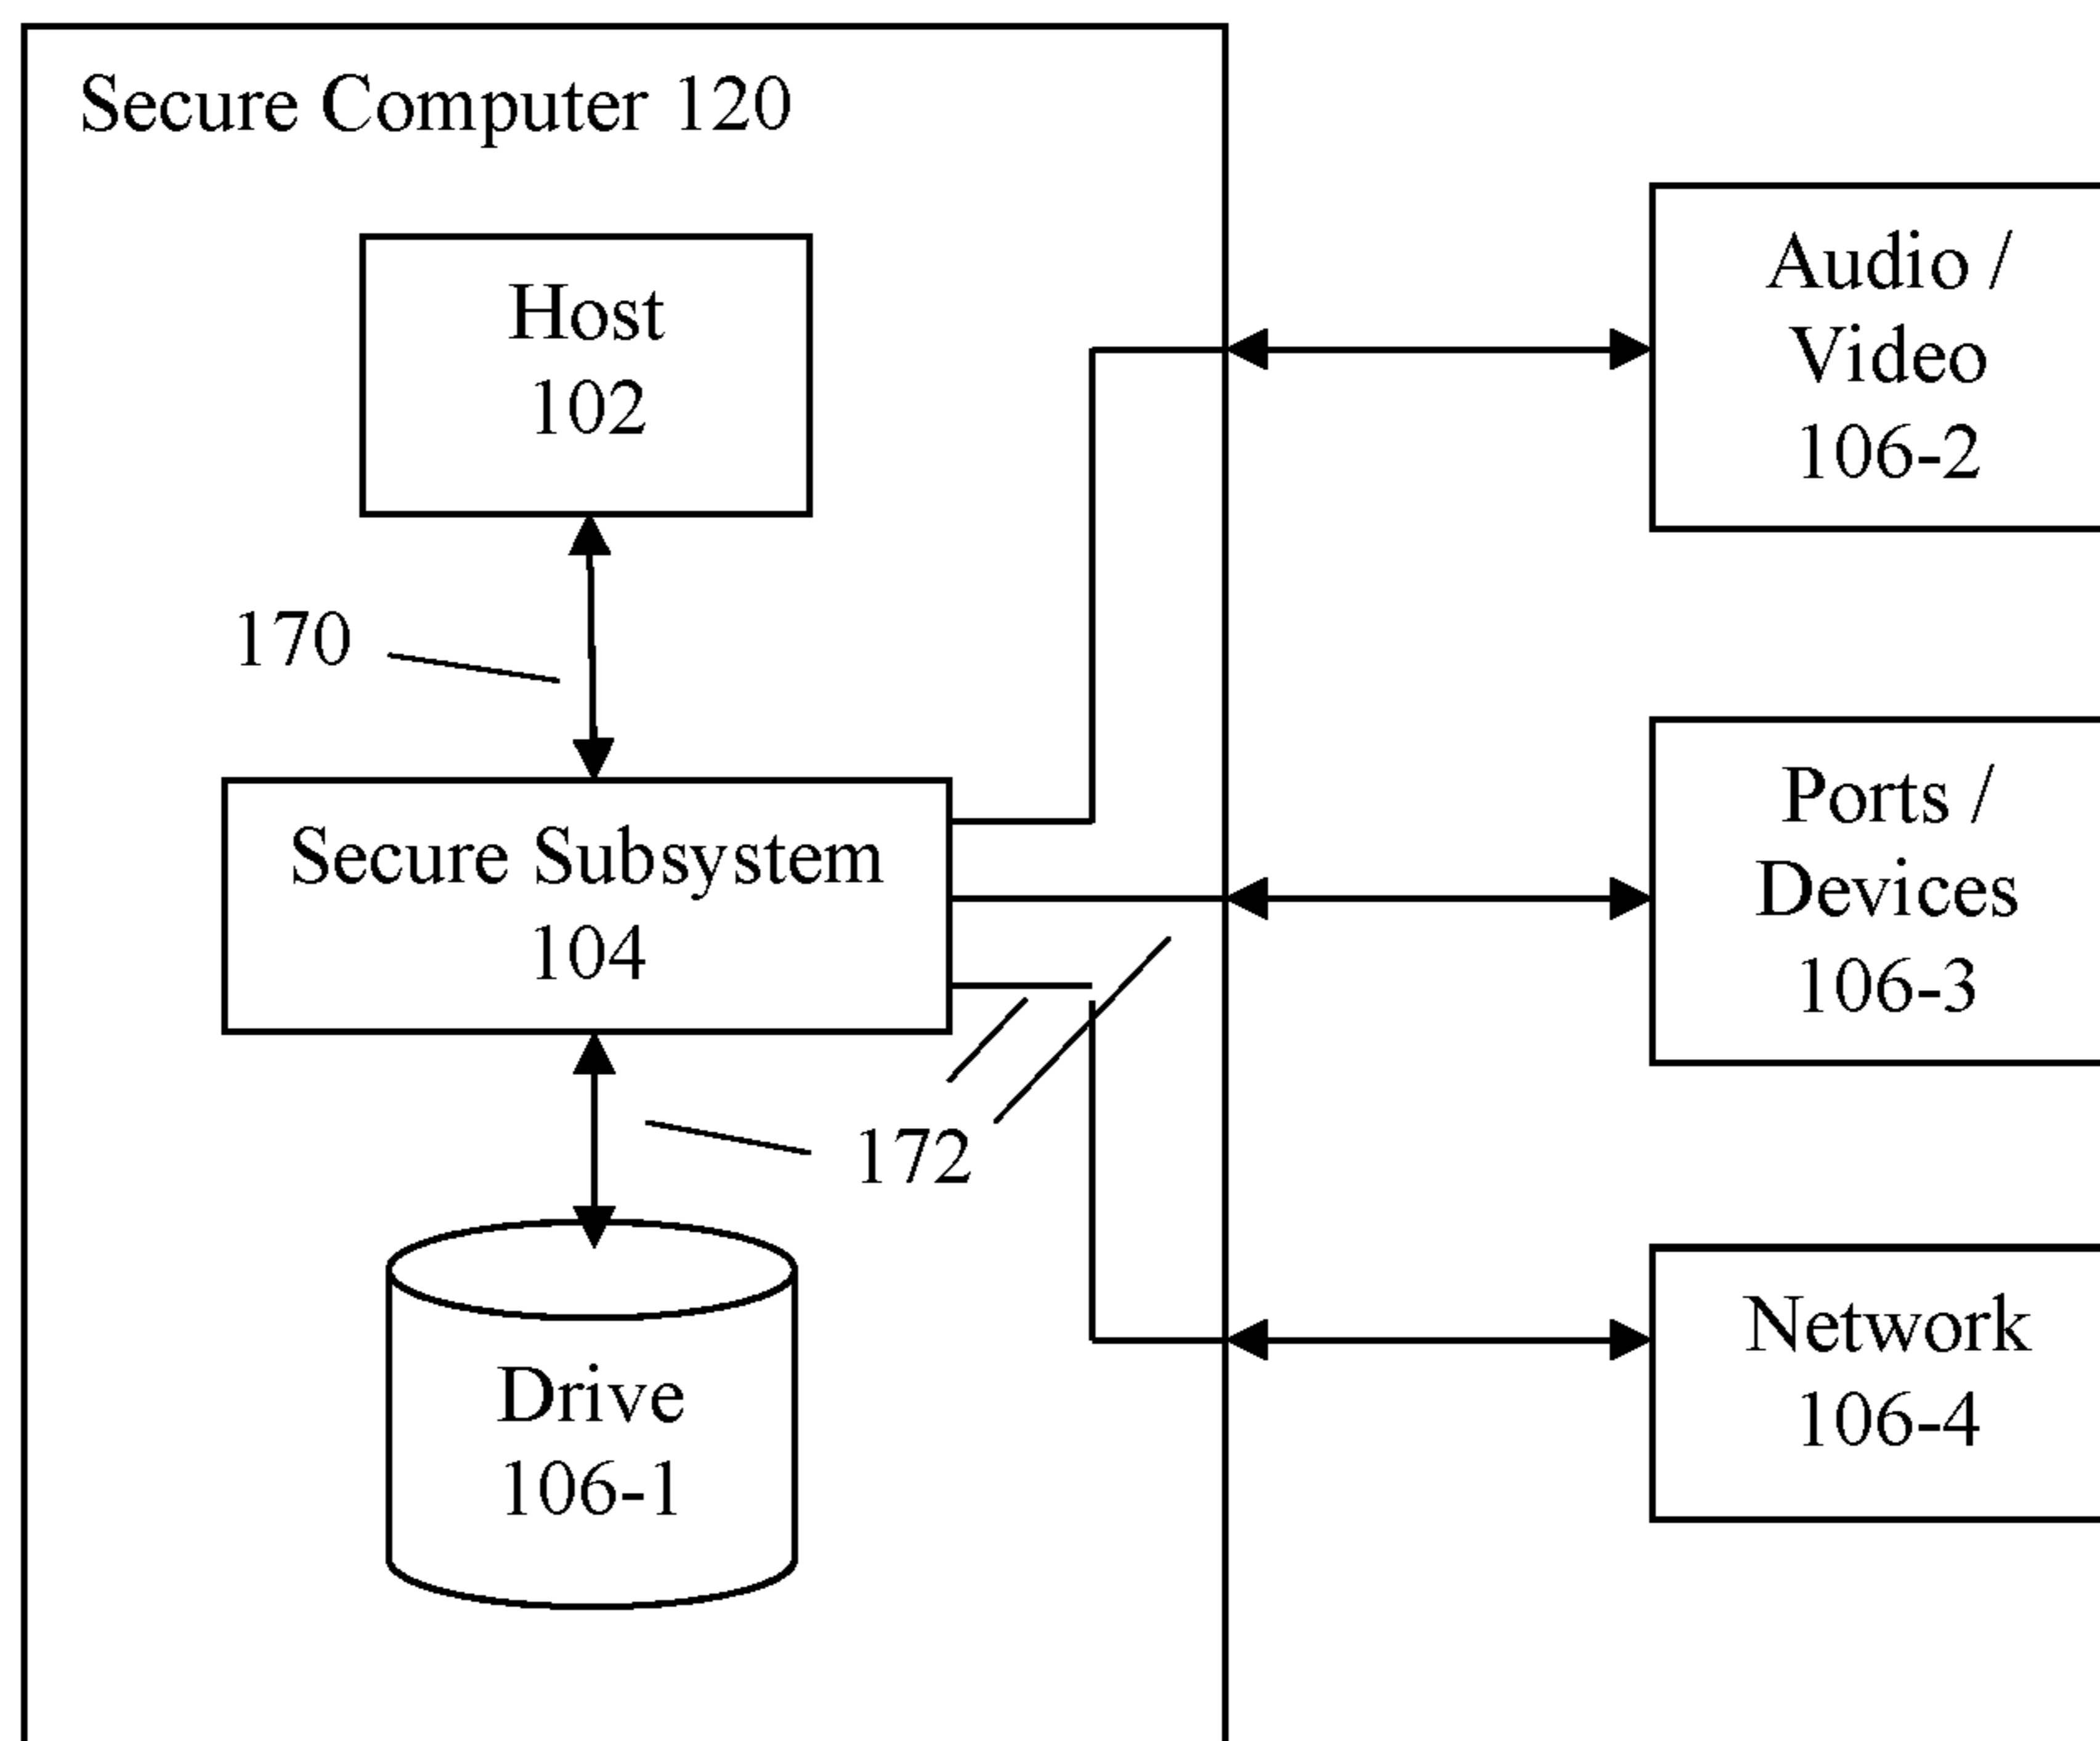 Secure Computer 120
Host
102
170
Secure Subsystem
104
172
Drive
106-1
Audio /
Video
106-2
Ports /
Devices
106-3
Network
106-4